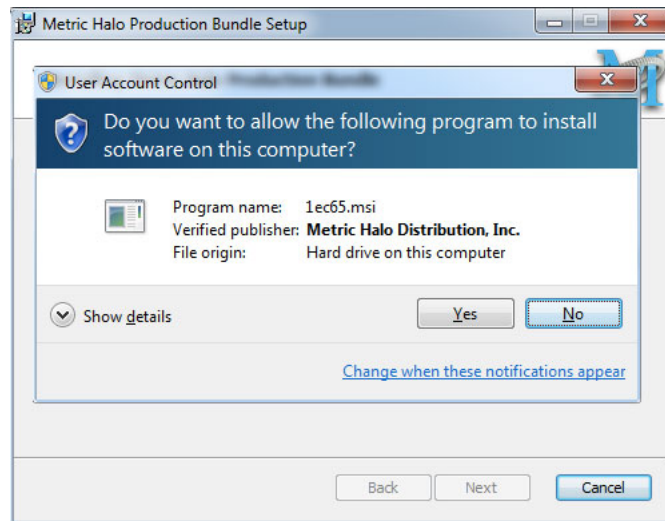 Metric Halo Production Bundle Setup
User Account Control
Do you want to allow the following program to install
software on this computer?
Program name: 1ec65.msi
Verified publisher: Metric Halo Distribution, Inc.
File origin: Hard drive on this computer
Show details
Yes
No
Change when these notifications appear
Back
Next
Cancel